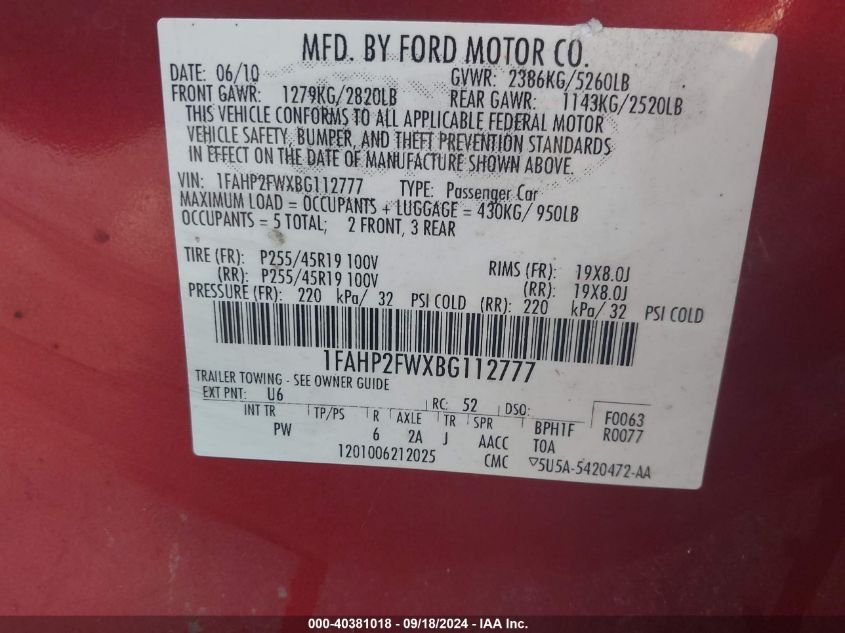 MFD. BY FORD MOTOR CO.
DATE: 06/10 GVWR: 2386KG/5260LB
FRONT GAWR: 1279KG/2820LB REAR GAWR: 1143KG/2520LB
THIS VEHICLE CONFORMS TO ALL APPLICABLE FEDERAL MOTOR
VEHICLE SAFETY, BUMPER, AND THEFT PREVENTION STANDARDS
IN EFFECT ON THE DATE OF MANUFACTURE SHOWN ABOVE.
VIN: 1FAHP2FWXBG112777 TYPE: Passenger Car
MAXIMUM LOAD = OCCUPANTS + LUGGAGE = 430KG/ 950LB
OCCUPANTS = 5 TOTAL; 2 FRONT, 3 REAR
TIRE (FR): P255/45R19 100V RIMS (FR): 19X8.0J
(RR): P255/45R19 100V (RR): 19X8.0J
PRESSURE (FR): 220 kPa/ 32 PSI COLD (RR): 220 kPa/ 32 PSI COLD
1FAHP2FWXBG112777
TRAILER TOWING - SEE OWNER GUIDE
EXT PNT: U6 RC: 52 DSO: F0063
INT TR TP/PS R AXLE TR SPR BPH1F R0077
PW 6 2A J AACC T0A
1201006212025 CMC ▽5U5A-5420472-AA
000-40381018 - 09/18/2024 - IAA Inc.